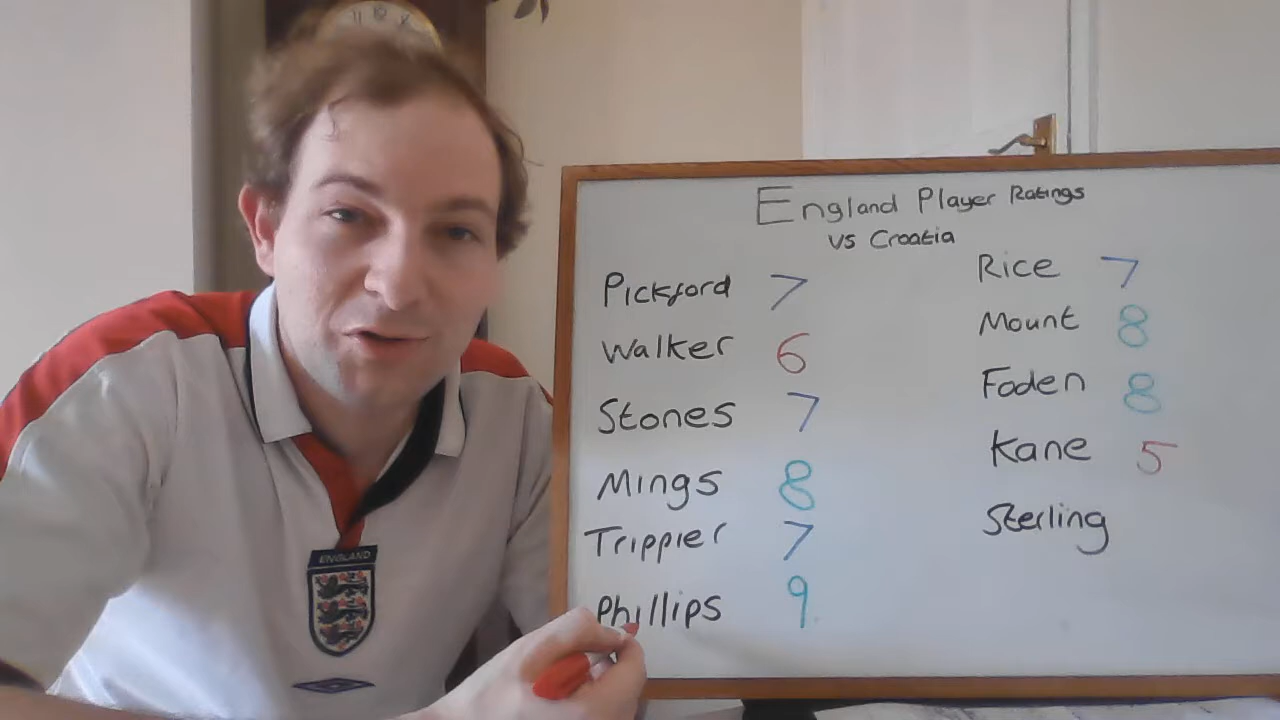 England Player Ratings
vs Croatia
Pickford 7
Walker 6
Stones 7
Mings 8
Trippier 7
Phillips 9
Rice 7
Mount 8
Foden 8
Kane 5
Sterling
ENGLAND